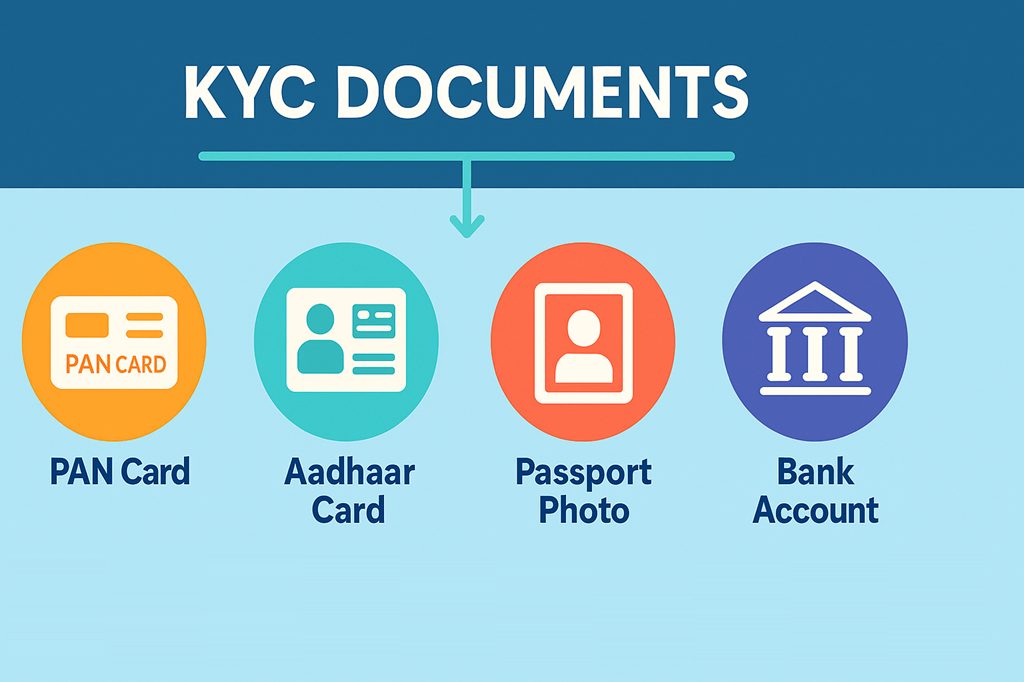 KYC DOCUMENTS
PAN CARD
PAN Card
Aadhaar
Card
Passport
Photo
Bank
Account